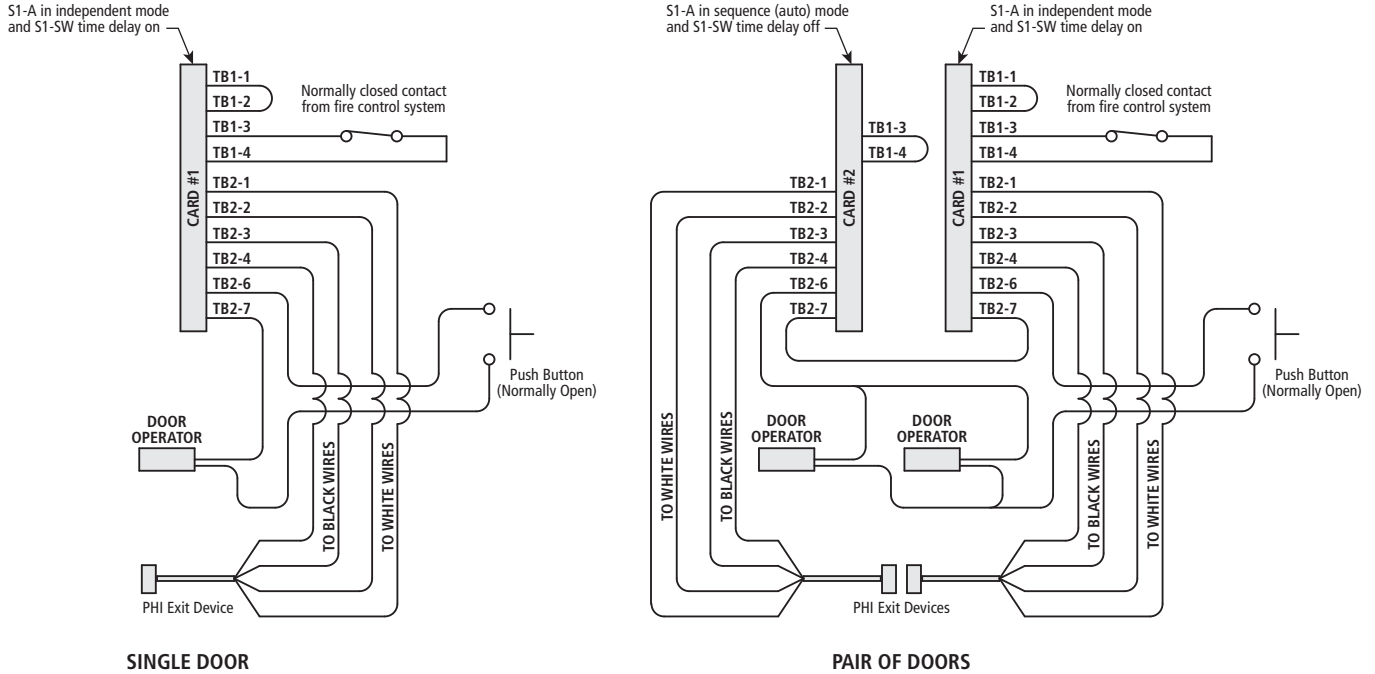 S1-A in independent mode
and S1-SW time delay on
CARD #1
TB1-1
TB1-2
TB1-3
TB1-4
TB2-1
TB2-2
TB2-3
TB2-4
TB2-6
TB2-7
Normally closed contact
from fire control system
Push Button
(Normally Open)
DOOR
OPERATOR
TO BLACK WIRES
TO WHITE WIRES
PHI Exit Device
SINGLE DOOR
S1-A in sequence (auto) mode
and S1-SW time delay off
S1-A in independent mode
and S1-SW time delay on
TB1-3
TB1-4
CARD #2
TB2-1
TB2-2
TB2-3
TB2-4
TB2-6
TB2-7
CARD #1
TB1-1
TB1-2
TB1-3
TB1-4
TB2-1
TB2-2
TB2-3
TB2-4
TB2-6
TB2-7
Normally closed contact
from fire control system
Push Button
(Normally Open)
DOOR
OPERATOR
DOOR
OPERATOR
TO WHITE WIRES
TO BLACK WIRES
TO BLACK WIRES
TO WHITE WIRES
PHI Exit Devices
PAIR OF DOORS